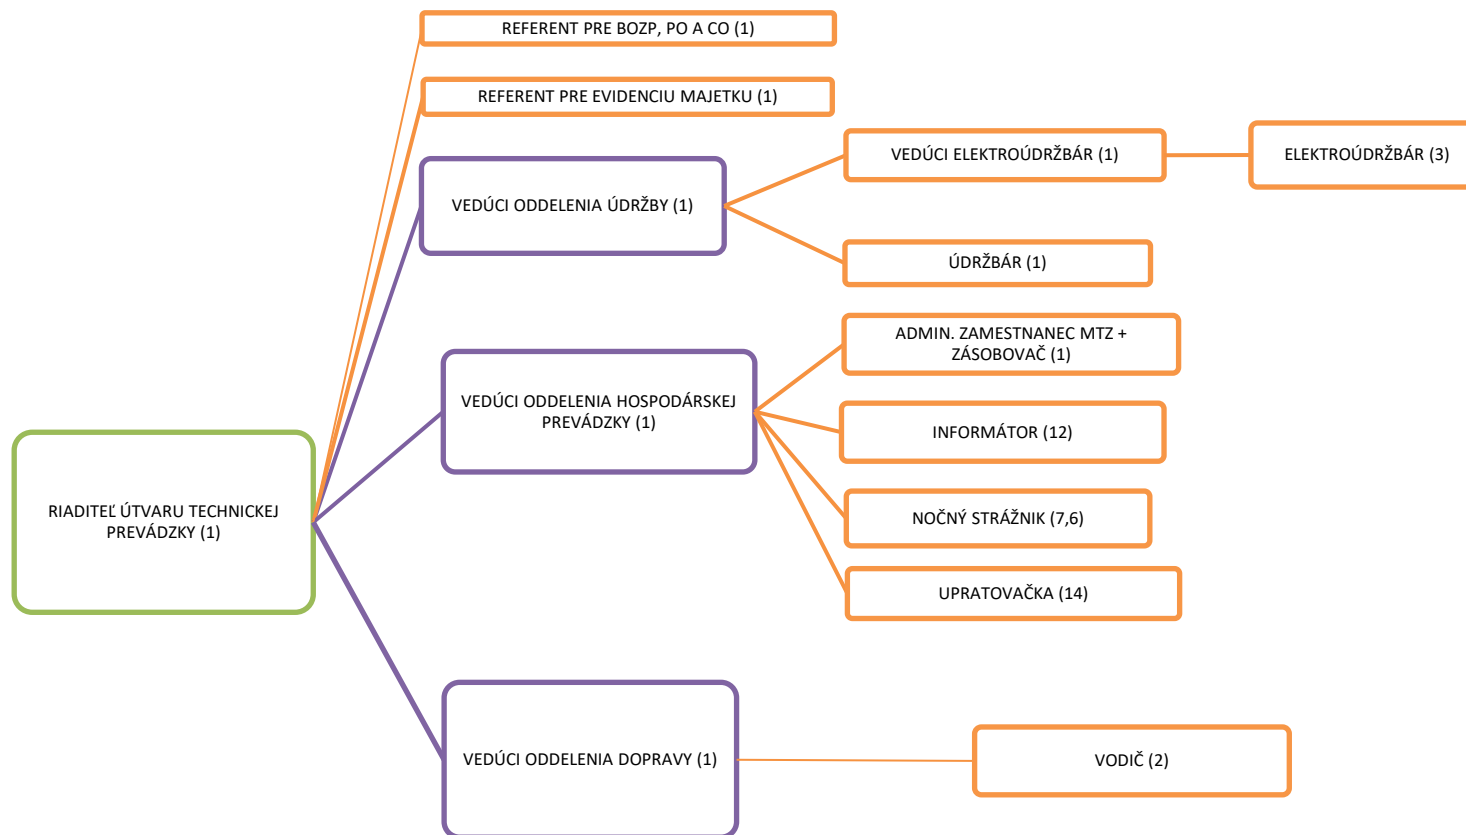 REFERENT PRE BOZP, PO A CO (1)
REFERENT PRE EVIDENCIU MAJETKU (1)
VEDÚCI ELEKTROÚDRŽBÁR (1)
ELEKTROÚDRŽBÁR (3)
VEDÚCI ODDELENIA ÚDRŽBY (1)
ÚDRŽBÁR (1)
ADMIN. ZAMESTNANEC MTZ +
ZÁSOBOVAČ (1)
VEDÚCI ODDELENIA HOSPODÁRSKEJ
PREVÁDZKY (1)
INFORMÁTOR (12)
RIADITEĽ ÚTVARU TECHNICKEJ
PREVÁDZKY (1)
NOČNÝ STRÁŽNIK (7,6)
UPRATOVAČKA (14)
VEDÚCI ODDELENIA DOPRAVY (1)
VODIČ (2)